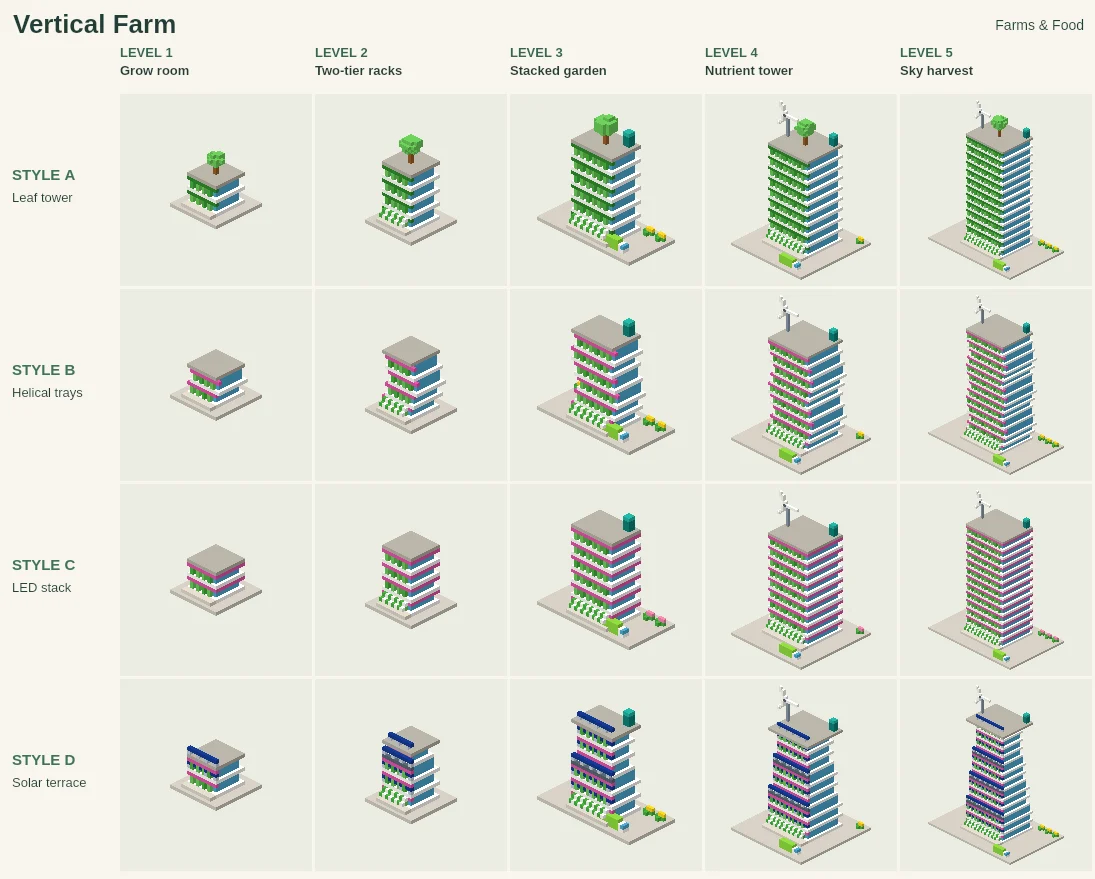 Vertical Farm
Farms & Food
LEVEL 1
Grow room
LEVEL 2
Two-tier racks
LEVEL 3
Stacked garden
LEVEL 4
Nutrient tower
LEVEL 5
Sky harvest
STYLE A
Leaf tower
STYLE B
Helical trays
STYLE C
LED stack
STYLE D
Solar terrace